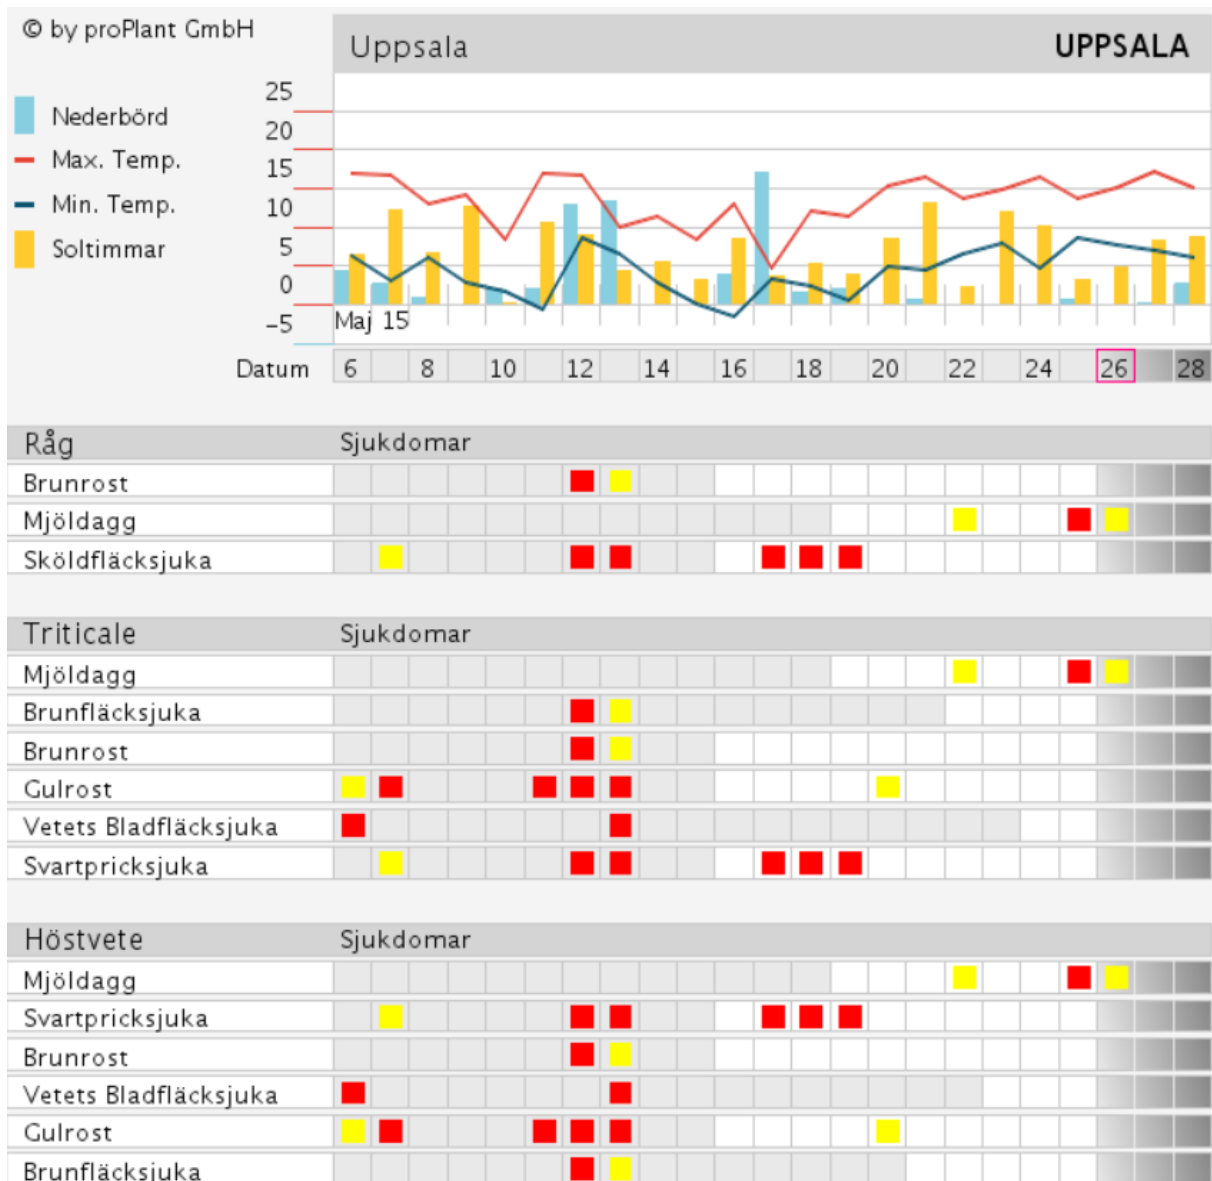 © by proPlant GmbH
Uppsala UPPSALA
Nederbörd
Max. Temp.
Min. Temp.
Soltimmar
25
20
15
10
5
0
-5
Maj 15
Datum 6 8 10 12 14 16 18 20 22 24 26 28
Råg Sjukdomar
Brunrost
Mjöldagg
Sköldfläcksjuka
Triticale Sjukdomar
Mjöldagg
Brunfläcksjuka
Brunrost
Gulrost
Vetets Bladfläcksjuka
Svartpricksjuka
Höstvete Sjukdomar
Mjöldagg
Svartpricksjuka
Brunrost
Vetets Bladfläcksjuka
Gulrost
Brunfläcksjuka